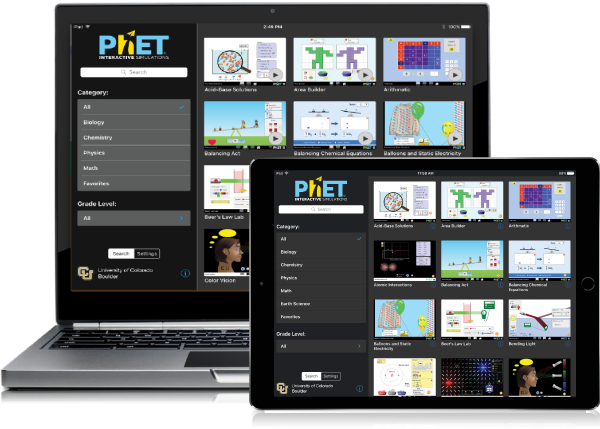 iPad
2:45 PM
100%
PhET
INTERACTIVE SIMULATIONS
Search
Category:
All
Biology
Chemistry
Physics
Math
Favorites
Grade Level:
All
Search
Settings
University of Colorado
Boulder
Acid-Base Solutions
Area Builder
Arithmetic
Balancing Act
Balancing Chemical Equations
Balloons and Static Electricity
Beer's Law Lab
Color Vision
iPad
PhET
INTERACTIVE SIMULATIONS
Search
Category:
All
Biology
Chemistry
Physics
Math
Earth Science
Favorites
Grade Level:
All
Search
Settings
University of Colorado
Boulder
Acid-Base Solutions
Area Builder
Arithmetic
Atomic Interactions
Balancing Act
Balancing Chemical
Equations
Balloons and Static
Electricity
Beer's Law Lab
Bending Light